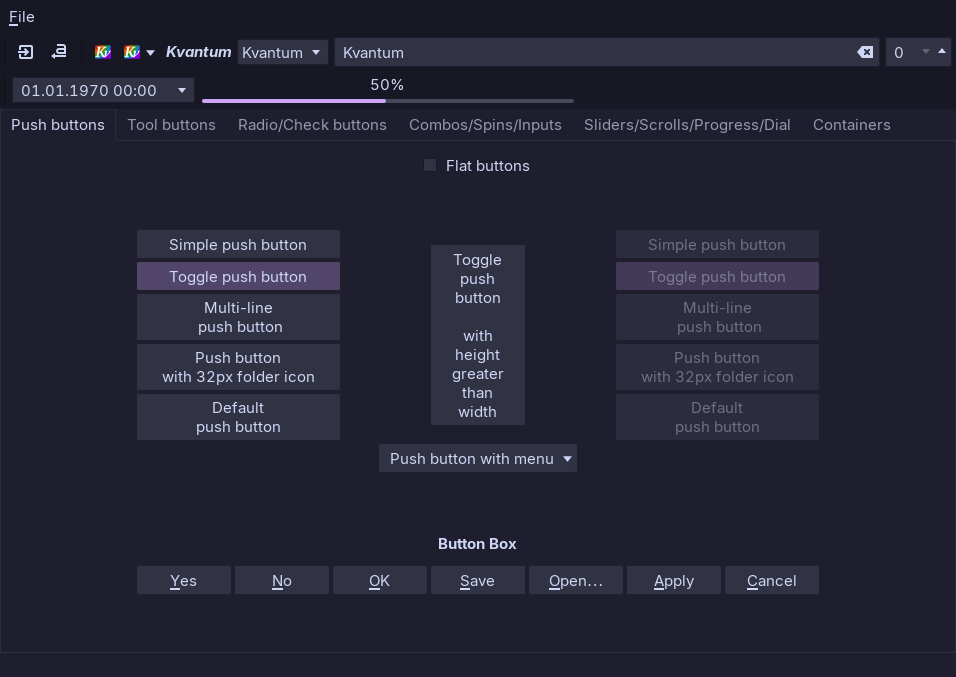 File
Kvantum Kvantum Kvantum 0
01.01.1970 00:00 50%
Push buttons Tool buttons Radio/Check buttons Combos/Spins/Inputs Sliders/Scrolls/Progress/Dial Containers
Flat buttons
Simple push button
Toggle push button
Multi-line
push button
Push button
with 32px folder icon
Default
push button
Toggle
push
button
with
height
greater
than
width
Push button with menu
Simple push button
Toggle push button
Multi-line
push button
Push button
with 32px folder icon
Default
push button
Button Box
Yes No OK Save Open... Apply Cancel